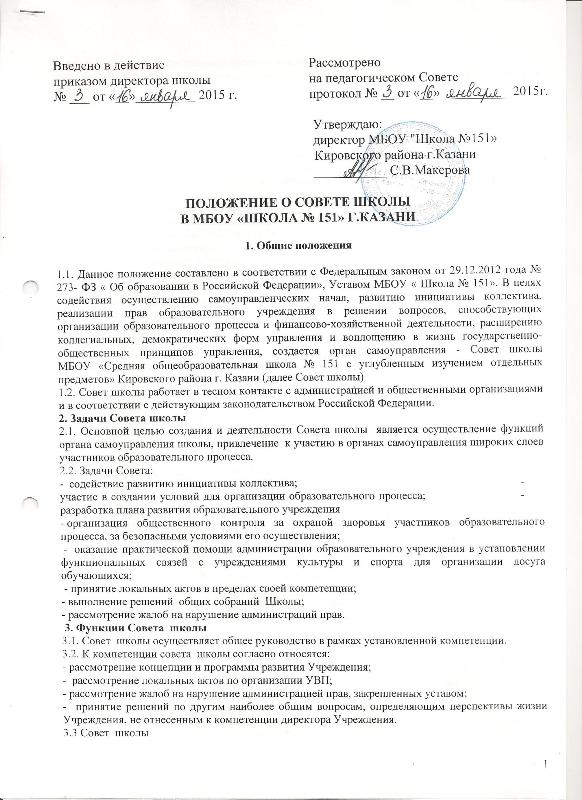 Введено в действие
приказом директора школы
№ 3 от «16» января 2015 г.
Рассмотрено
на педагогическом Совете
протокол № 3 от «16» января 2015г.
Утверждаю:
директор МБОУ "Школа №151»
Кировского района г.Казани
С.В.Макерова
ПОЛОЖЕНИЕ О СОВЕТЕ ШКОЛЫ
В МБОУ «ШКОЛА № 151» Г.КАЗАНИ
1. Общие положения
1.1. Данное положение составлено в соответствии с Федеральным законом от 29.12.2012 года №
273- ФЗ « Об образовании в Российской Федерации», Уставом МБОУ « Школа № 151». В целях
содействия осуществлению самоуправленческих начал, развитию инициативы коллектива,
реализации прав образовательного учреждения в решении вопросов, способствующих
организации образовательного процесса и финансово-хозяйственной деятельности, расширению
коллегиальных, демократических форм управления и воплощению в жизнь государственно-
общественных принципов управления, создается орган самоуправления - Совет школы
МБОУ «Средняя общеобразовательная школа № 151 с углубленным изучением отдельных
предметов» Кировского района г. Казани (далее Совет школы)
1.2. Совет школы работает в тесном контакте с администрацией и общественными организациями
и в соответствии с действующим законодательством Российской Федерации.
2. Задачи Совета школы
2.1. Основной целью создания и деятельности Совета школы является осуществление функций
органа самоуправления школы, привлечение к участию в органах самоуправления широких слоев
участников образовательного процесса.
2.2. Задачи Совета:
- содействие развитию инициативы коллектива; -
участие в создании условий для организации образовательного процесса; -
разработка плана развития образовательного учреждения
- организация общественного контроля за охраной здоровья участников образовательного
процесса, за безопасными условиями его осуществления;
- оказание практической помощи администрации образовательного учреждения в установлении
функциональных связей с учреждениями культуры и спорта для организации досуга
обучающихся;
- принятие локальных актов в пределах своей компетенции;
- выполнение решений общих собраний Школы;
- рассмотрение жалоб на нарушение администраций прав.
3. Функции Совета школы
3.1. Совет школы осуществляет общее руководство в рамках установленной компетенции.
3.2. К компетенции совета школы согласно относятся:
- рассмотрение концепции и программы развития Учреждения;
- рассмотрение локальных актов по организации УВП;
- рассмотрение жалоб на нарушение администрацией прав, закрепленных уставом;
- принятие решений по другим наиболее общим вопросам, определяющим перспективы жизни
Учреждения, не отнесенным к компетенции директора Учреждения.
3.3 Совет школы
1